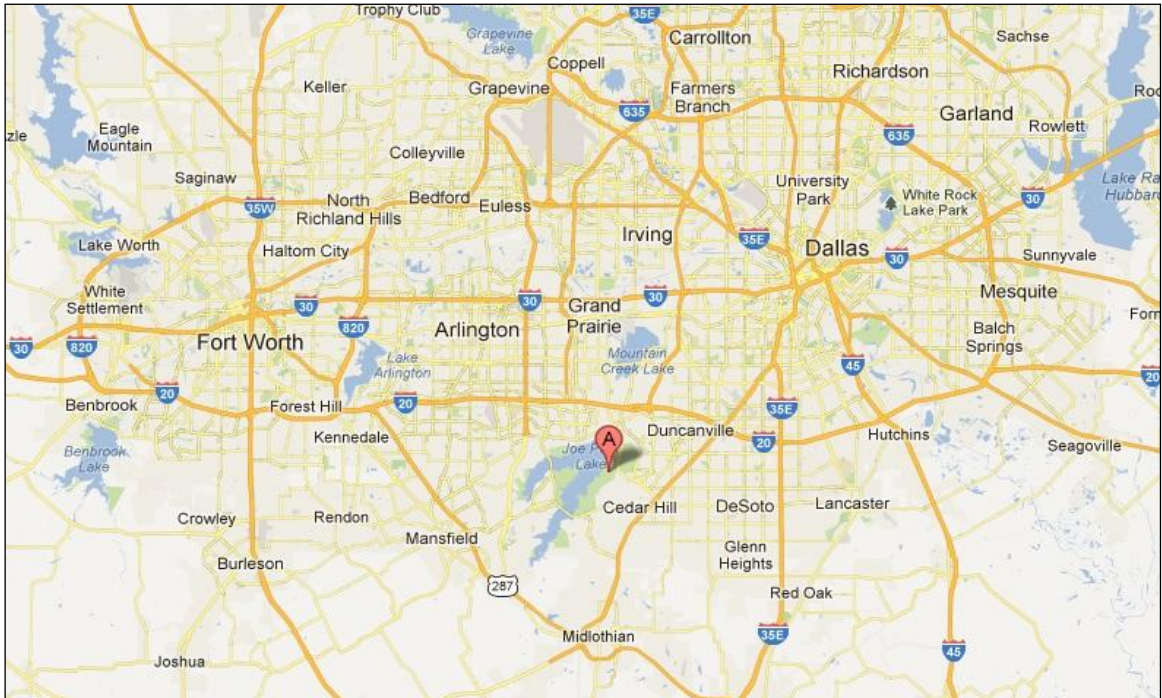 Trophy Club
35E
Carrollton
Sachse
Grapevine
Lake
Coppell
Richardson
Keller
Grapevine
Farmers
Branch
Garland
635
635
Rowlett
Eagle
Mountain
Colleyville
Saginaw
University
Park
White Rock
Lake Park
Lake
Hubbard
30
35W
North
Richland Hills
Bedford
Euless
Irving
35E
Dallas
Lake Worth
Haltom City
30
Sunnyvale
White
Settlement
30
30
Grand
Prairie
30
Mesquite
820
Arlington
Balch
Springs
30
820
Fort Worth
Lake
Arlington
Mountain
Creek Lake
45
20
20
Benbrook
Forest Hill
20
35E
Kennedale
Duncanville
20
Hutchins
Seagoville
Benbrook
Lake
A
Joe
Lake
Cedar Hill
DeSoto
Lancaster
Crowley
Rendon
Mansfield
Glenn
Heights
Burleson
287
Red Oak
Midlothian
35E
45
Joshua